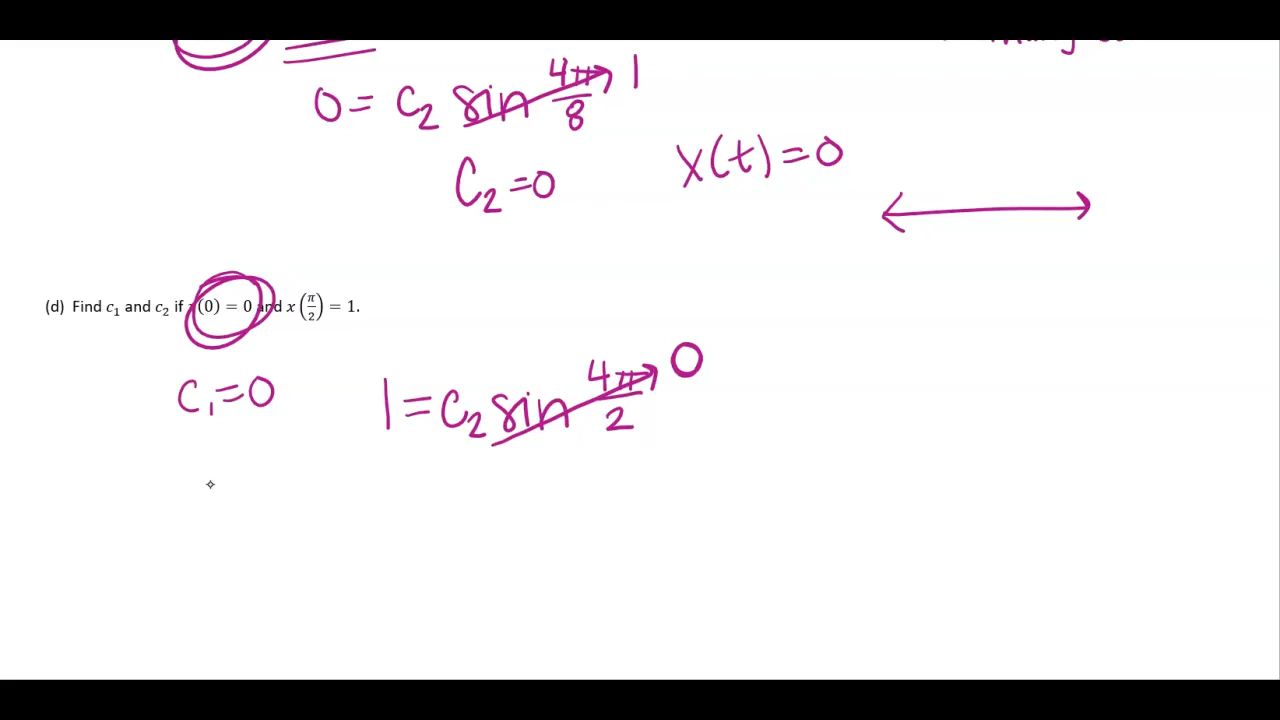 0 = C₂ sin 4π/8 → 1
C₂ = 0
X(t) = 0
(d) Find c₁ and c₂ if (0) = 0 and x(π/2) = 1.
C₁ = 0
1 = C₂ sin 4π/2 → 0